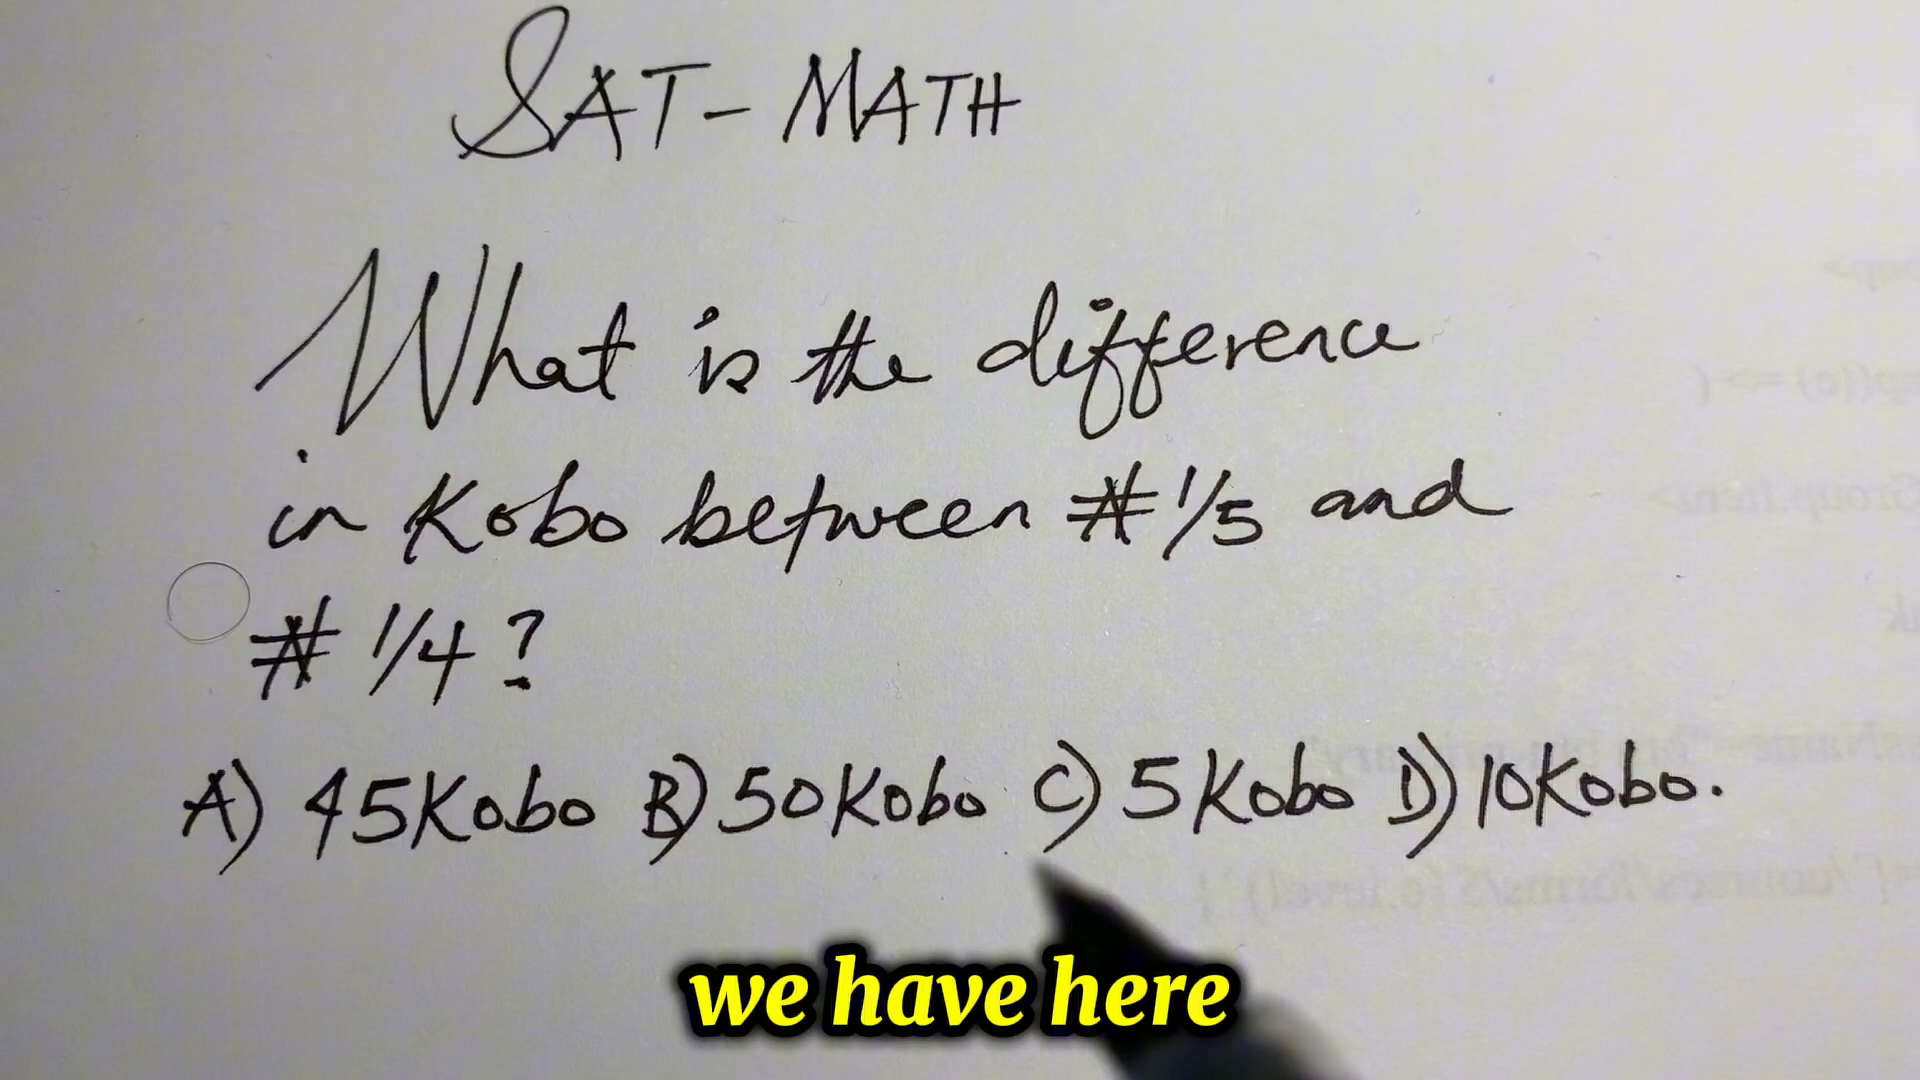 SAT-MATH
What is the difference
in Kobo between ₦1/5 and
₦1/4?
A) 45Kobo B) 50Kobo C) 5Kobo D) 10Kobo.
we have here